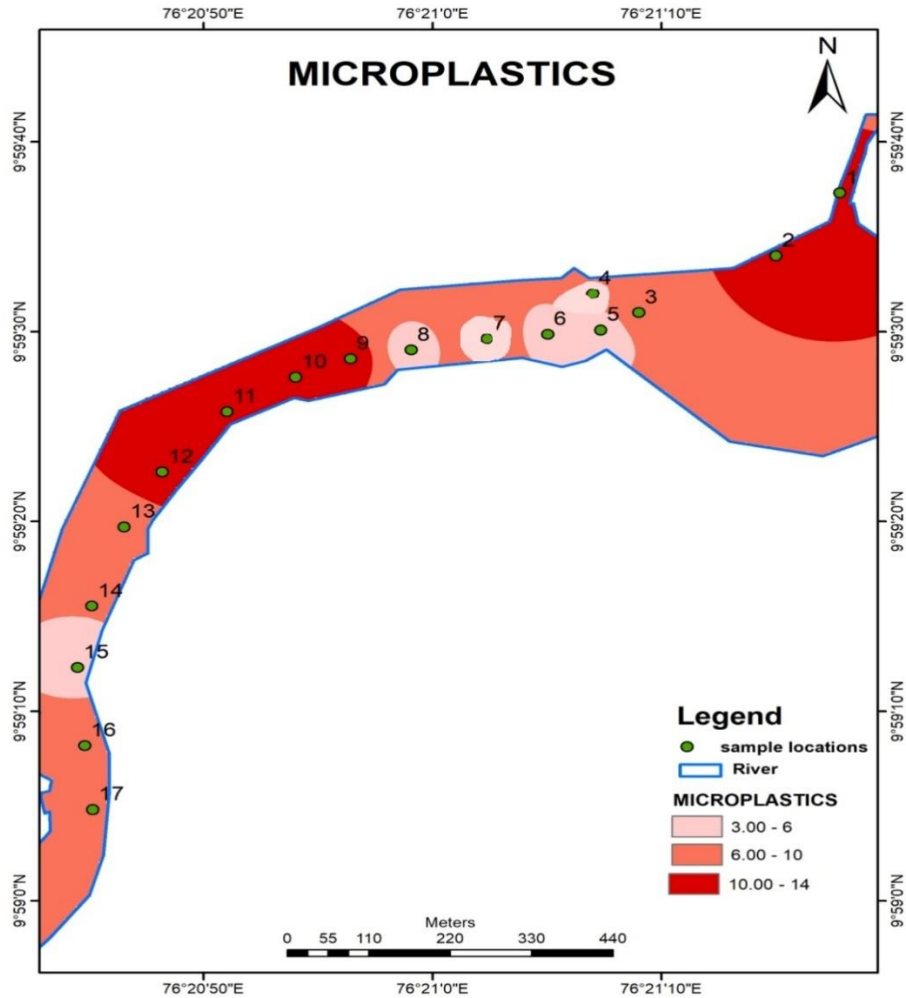 76°20'50"E 76°21'0"E 76°21'10"E
MICROPLASTICS
N
9°59'40"N 9°59'40"N
1
2
4
3
5
9°59'30"N 9°59'30"N
6
7
8
9
10
11
12
13
9°59'20"N 9°59'20"N
14
15
9°59'10"N 9°59'10"N
16
17
Legend
sample locations
River
MICROPLASTICS
3.00 - 6
6.00 - 10
10.00 - 14
9°59'0"N 9°59'0"N
Meters
0 55 110 220 330 440
76°20'50"E 76°21'0"E 76°21'10"E